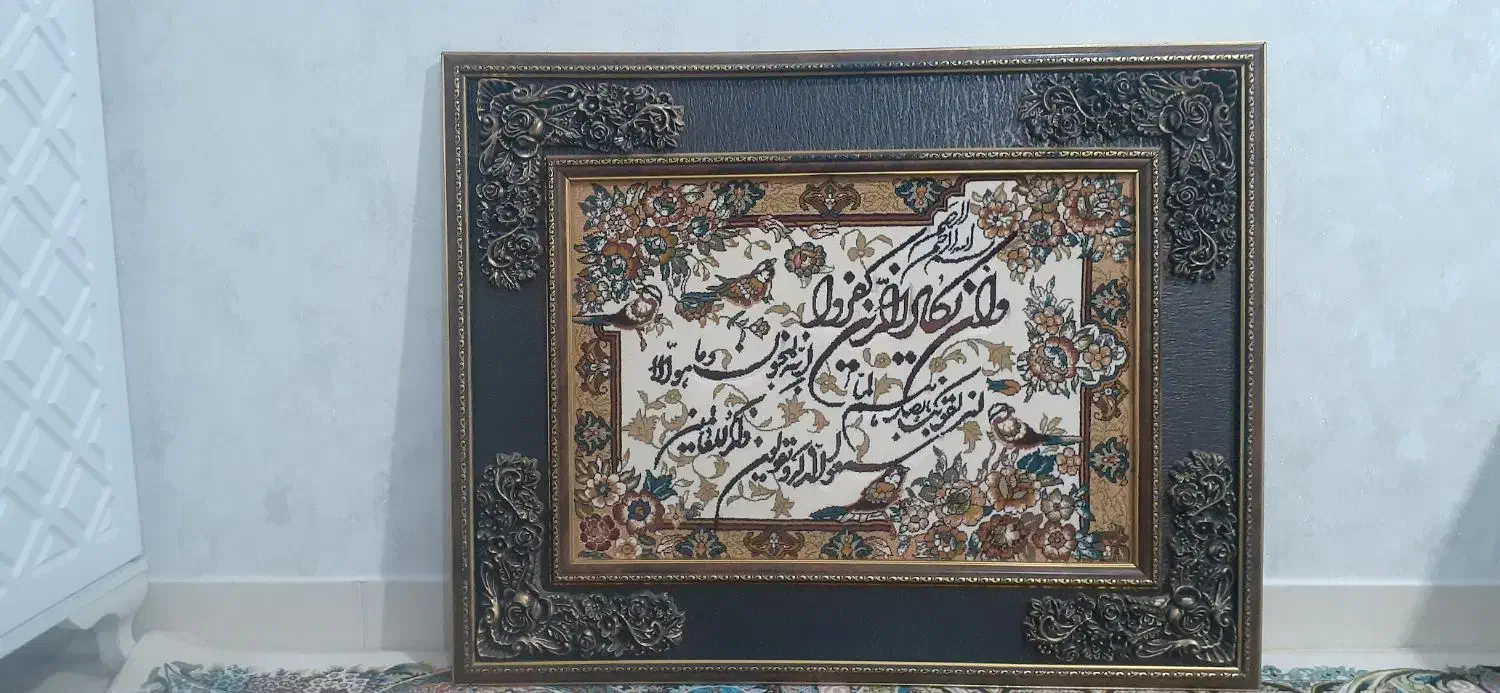 بسم الله الرحمن الرحیم
وان یکاد الذین کفروا
لیزلقونک بابصارهم لما
سمعوا الذکر و یقولون
انه لمجنون وما هو الا
ذکر للعالمین